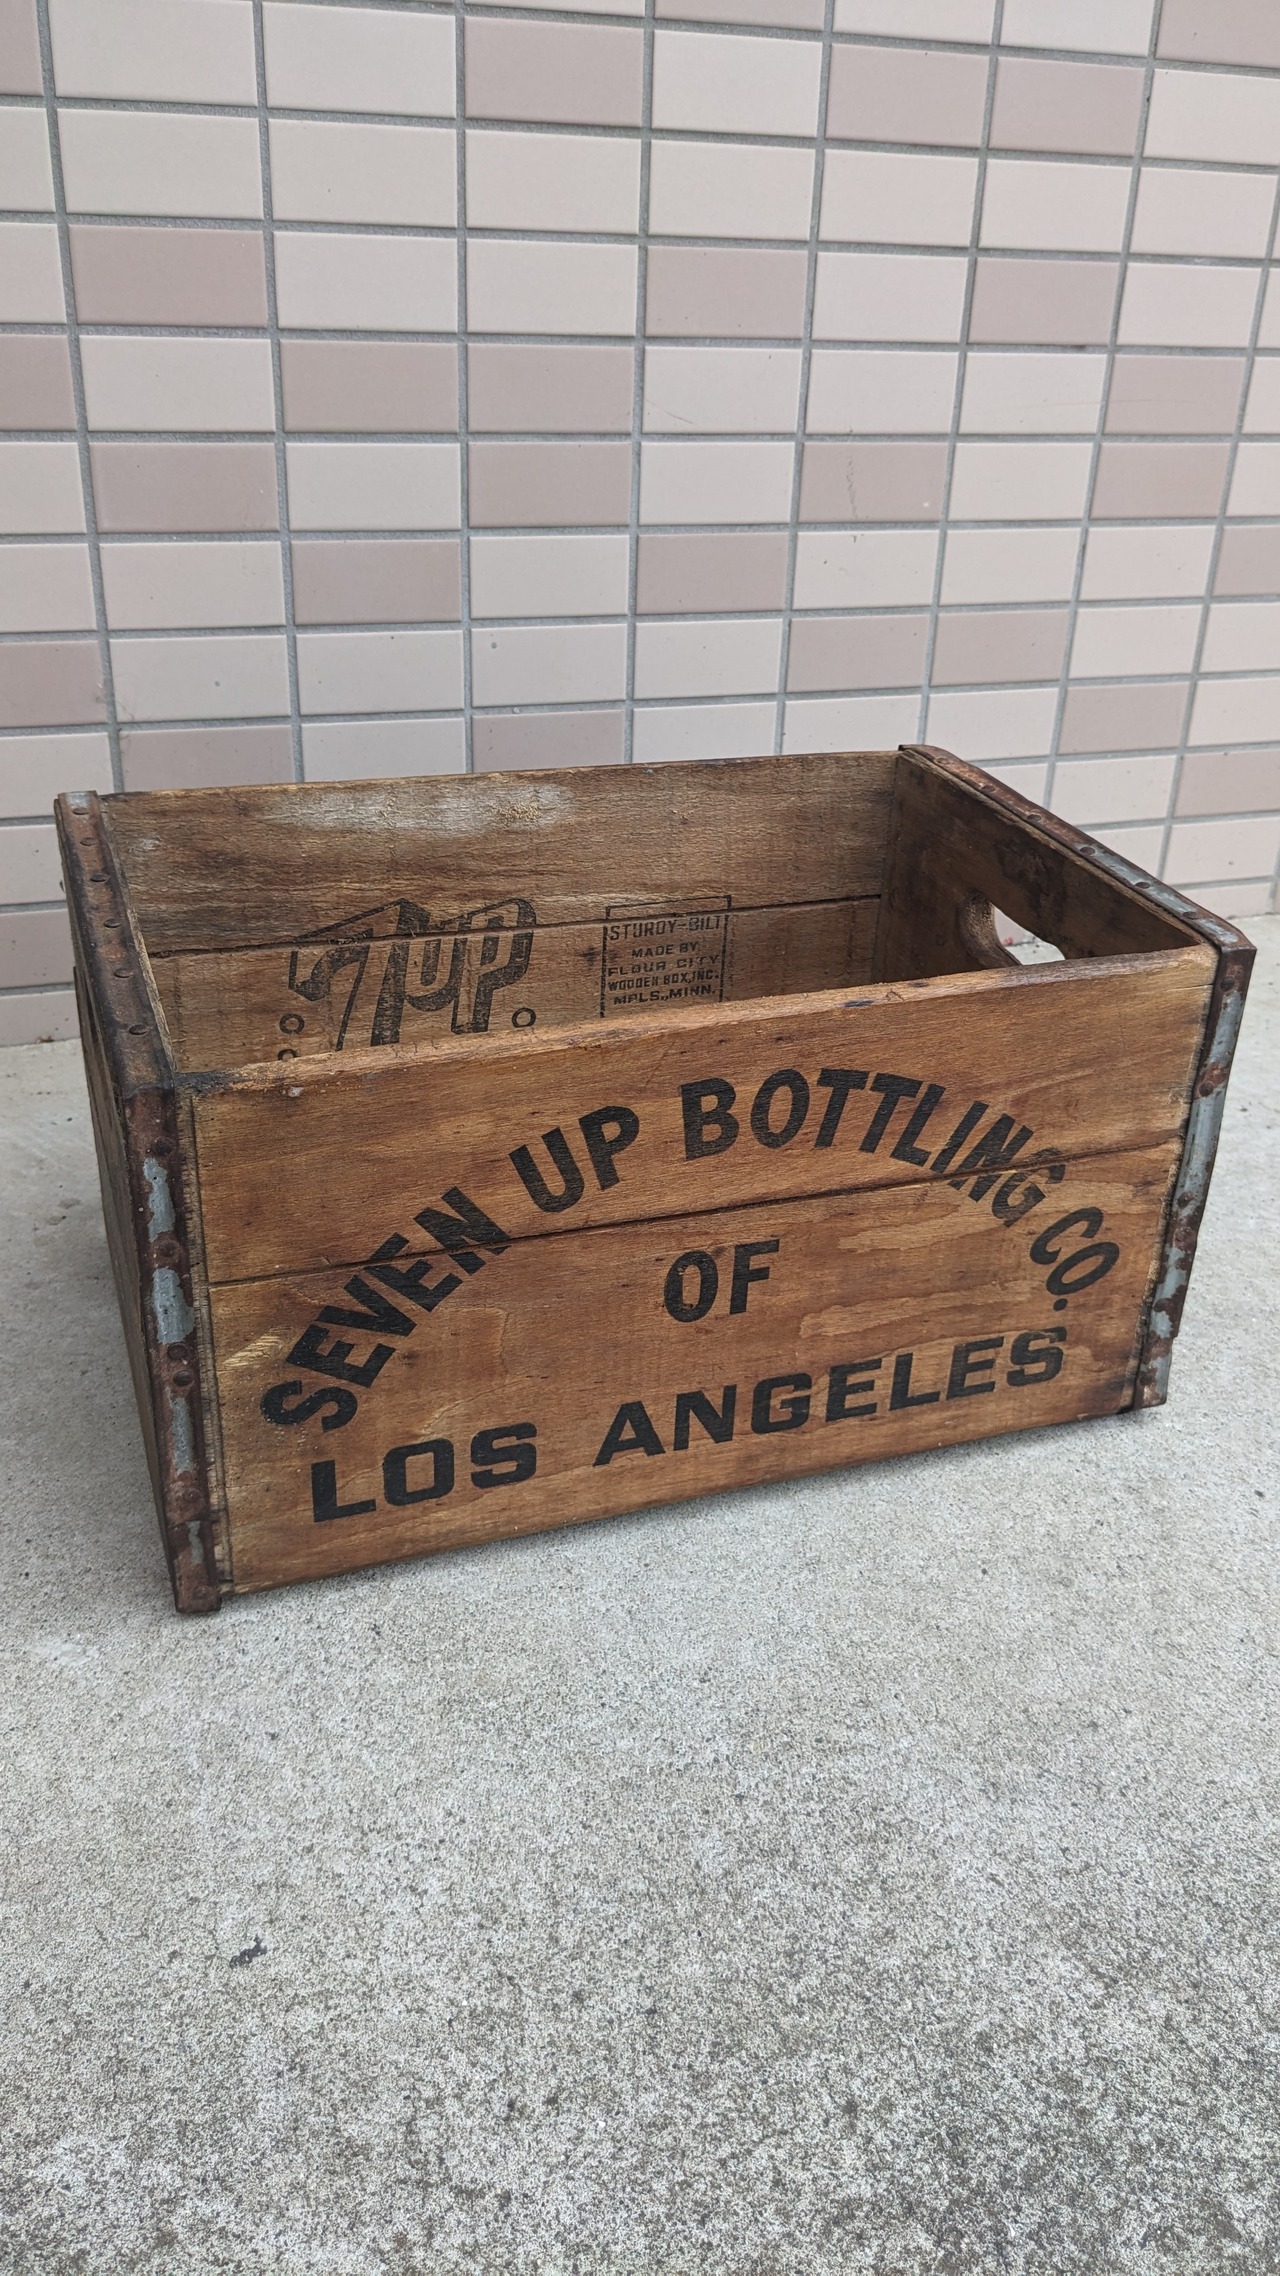 7up
STURDY-BILT
MADE BY
FLOUR CITY
WOODEN BOX, INC.
MPLS., MINN.
SEVEN UP BOTTLING CO.
OF
LOS ANGELES